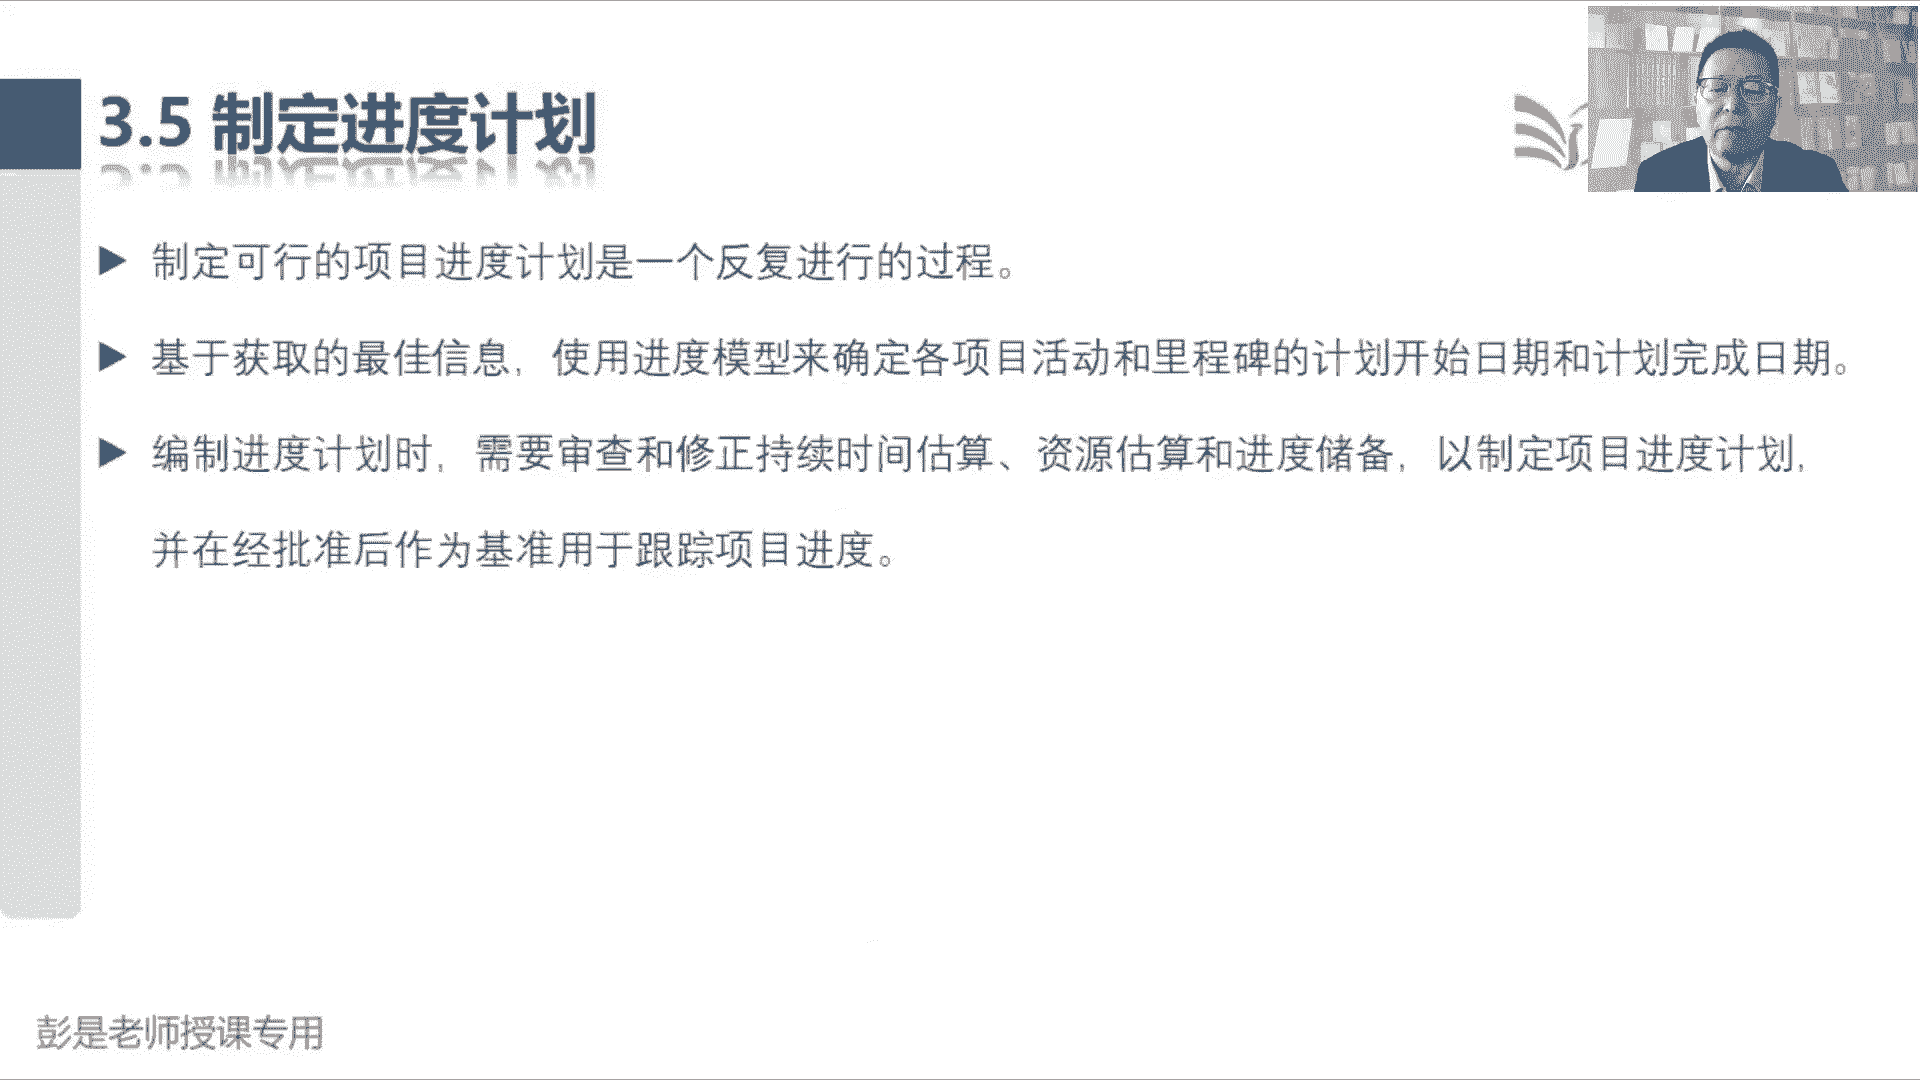 3.5 制定进度计划
制定可行的项目进度计划是一个反复进行的过程。
基于获取的最佳信息，使用进度模型来确定各项目活动和里程碑的计划开始日期和计划完成日期。
编制进度计划时，需要审查和修正持续时间估算、资源估算和进度储备，以制定项目进度计划，
并在经批准后作为基准用于跟踪项目进度。
彭是老师授课专用